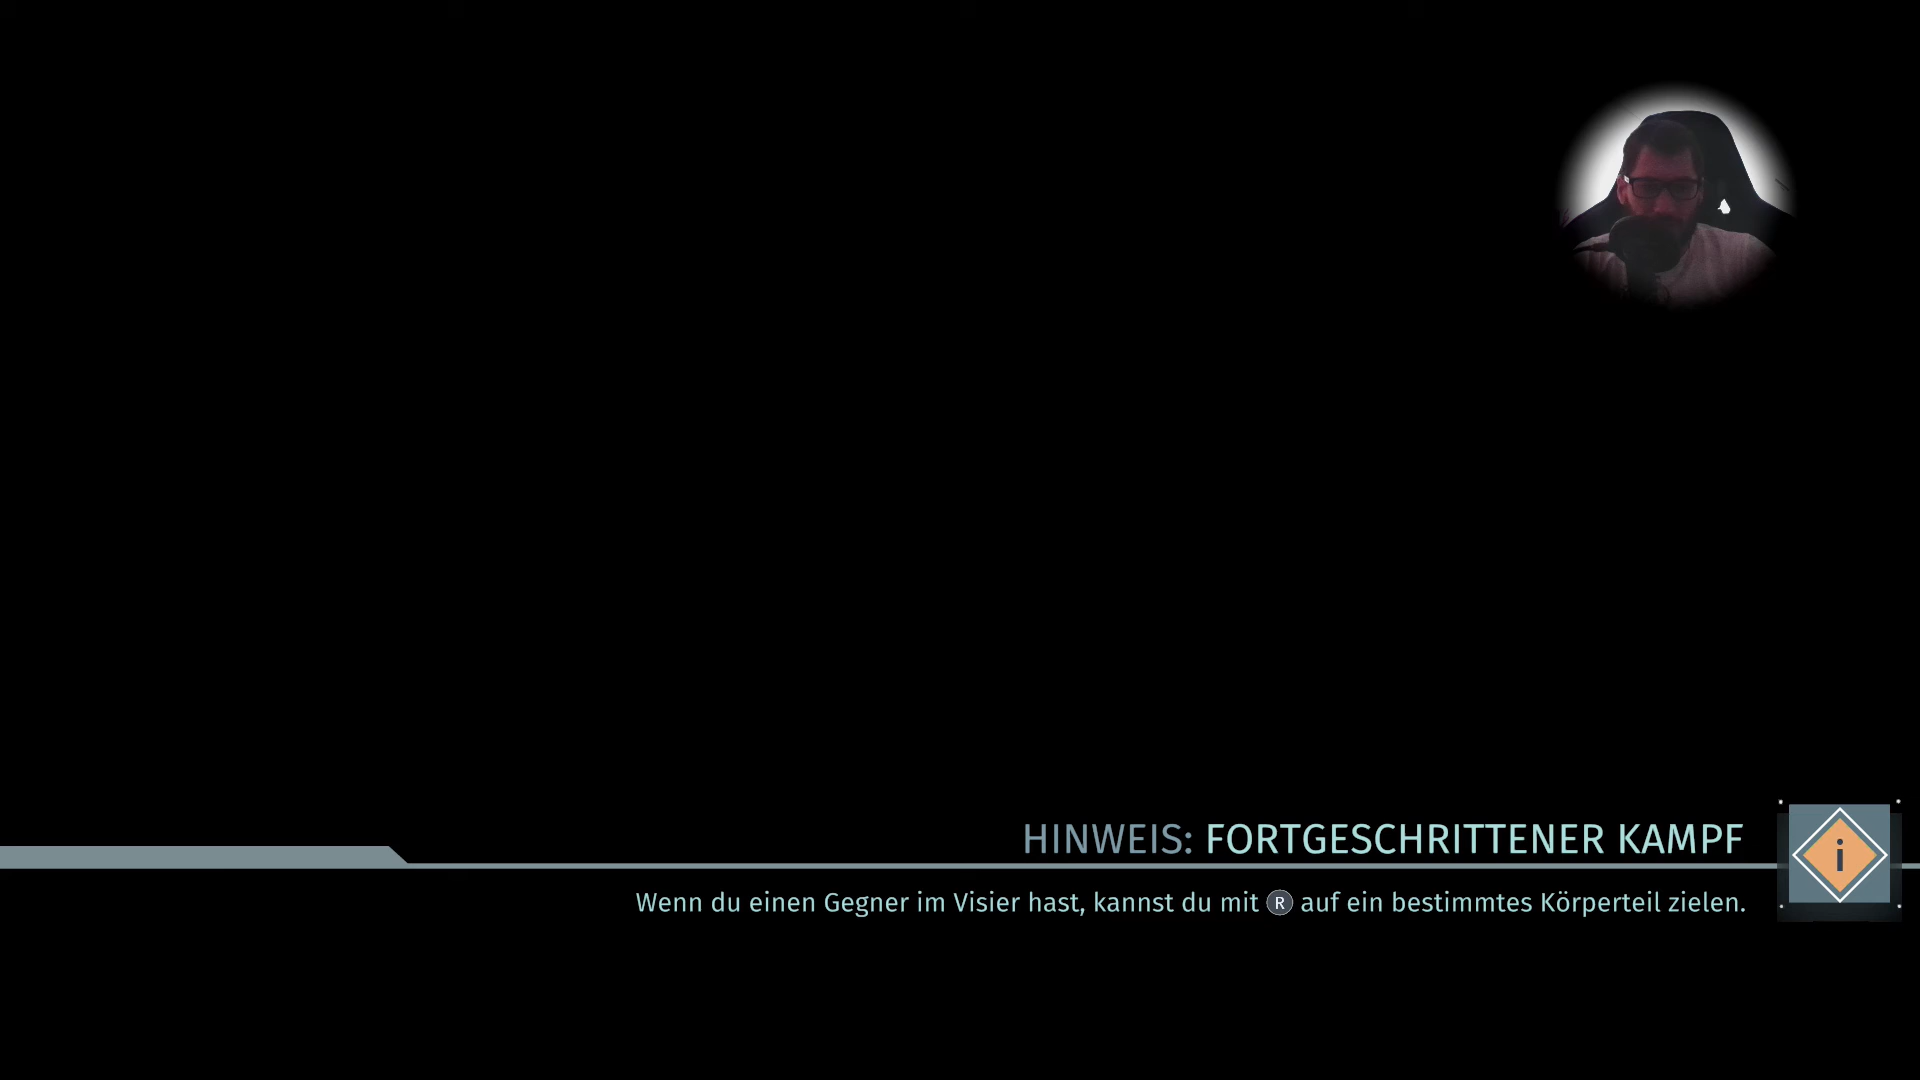 HINWEIS: FORTGESCHRITTENER KAMPF
i
Wenn du einen Gegner im Visier hast, kannst du mit R auf ein bestimmtes Körperteil zielen.